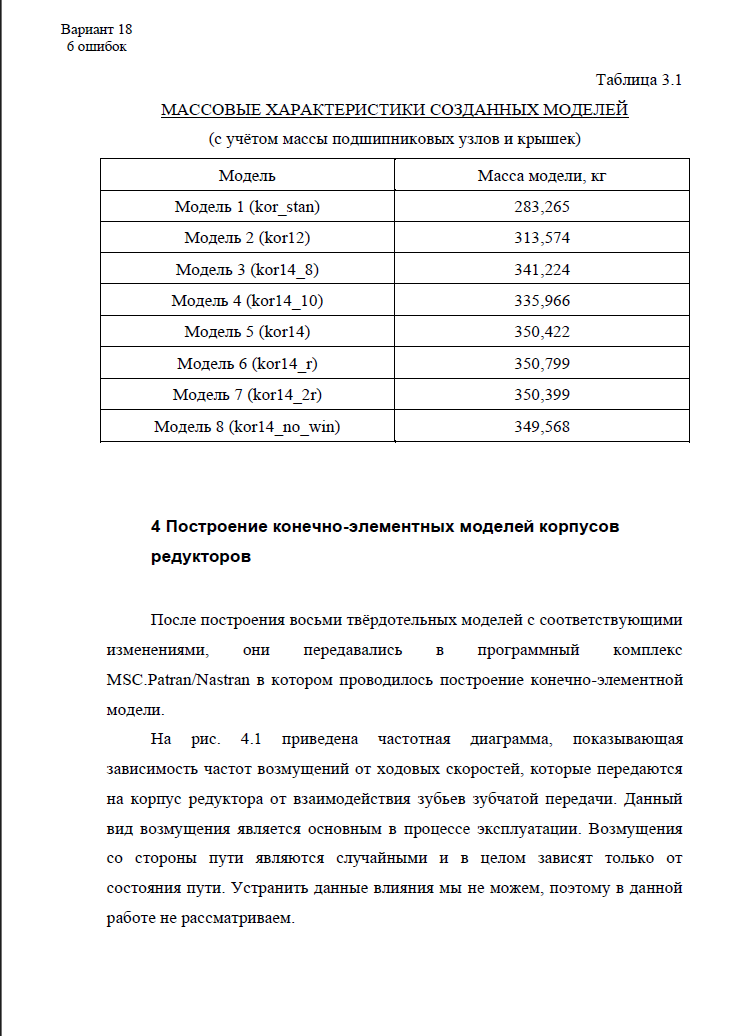 Вариант 18
6 ошибок
Таблица 3.1
МАССОВЫЕ ХАРАКТЕРИСТИКИ СОЗДАННЫХ МОДЕЛЕЙ
(с учётом массы подшипниковых узлов и крышек)
Модель Масса модели, кг
Модель 1 (kor_stan) 283,265
Модель 2 (kor12) 313,574
Модель 3 (kor14_8) 341,224
Модель 4 (kor14_10) 335,966
Модель 5 (kor14) 350,422
Модель 6 (kor14_r) 350,799
Модель 7 (kor14_2r) 350,399
Модель 8 (kor14_no_win) 349,568
4 Построение конечно-элементных моделей корпусов
редукторов
После построения восьми твёрдотельных моделей с соответствующими
изменениями, они передавались в программный комплекс
MSC.Patran/Nastran в котором проводилось построение конечно-элементной
модели.
На рис. 4.1 приведена частотная диаграмма, показывающая
зависимость частот возмущений от ходовых скоростей, которые передаются
на корпус редуктора от взаимодействия зубьев зубчатой передачи. Данный
вид возмущения является основным в процессе эксплуатации. Возмущения
со стороны пути являются случайными и в целом зависят только от
состояния пути. Устранить данные влияния мы не можем, поэтому в данной
работе не рассматриваем.